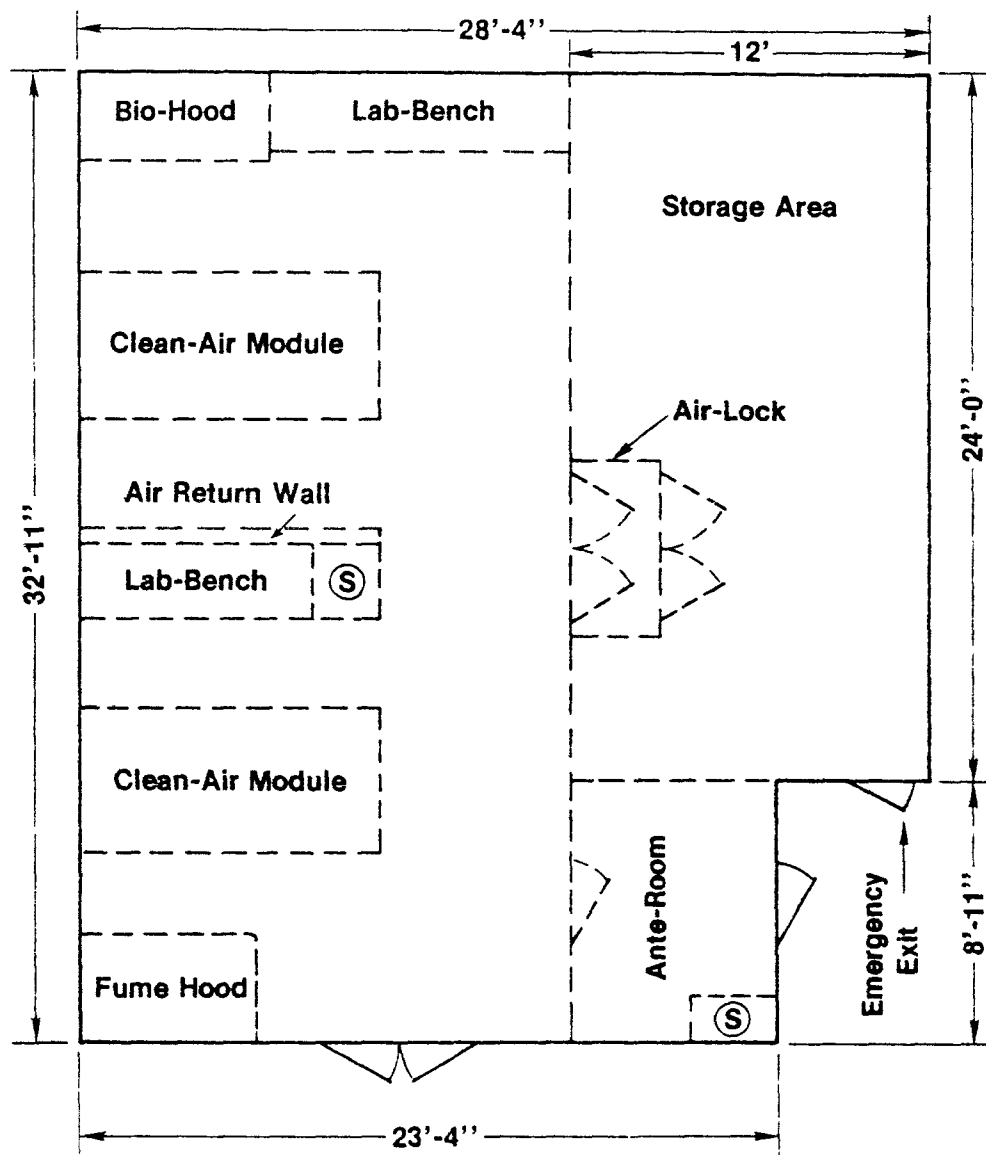 28'-4''
12'
Bio-Hood
Lab-Bench
Storage Area
Clean-Air Module
Air-Lock
24'-0''
Air Return Wall
32'-11''
Lab-Bench
S
Clean-Air Module
Ante-Room
Emergency
Exit
8'-11''
Fume Hood
S
23'-4''